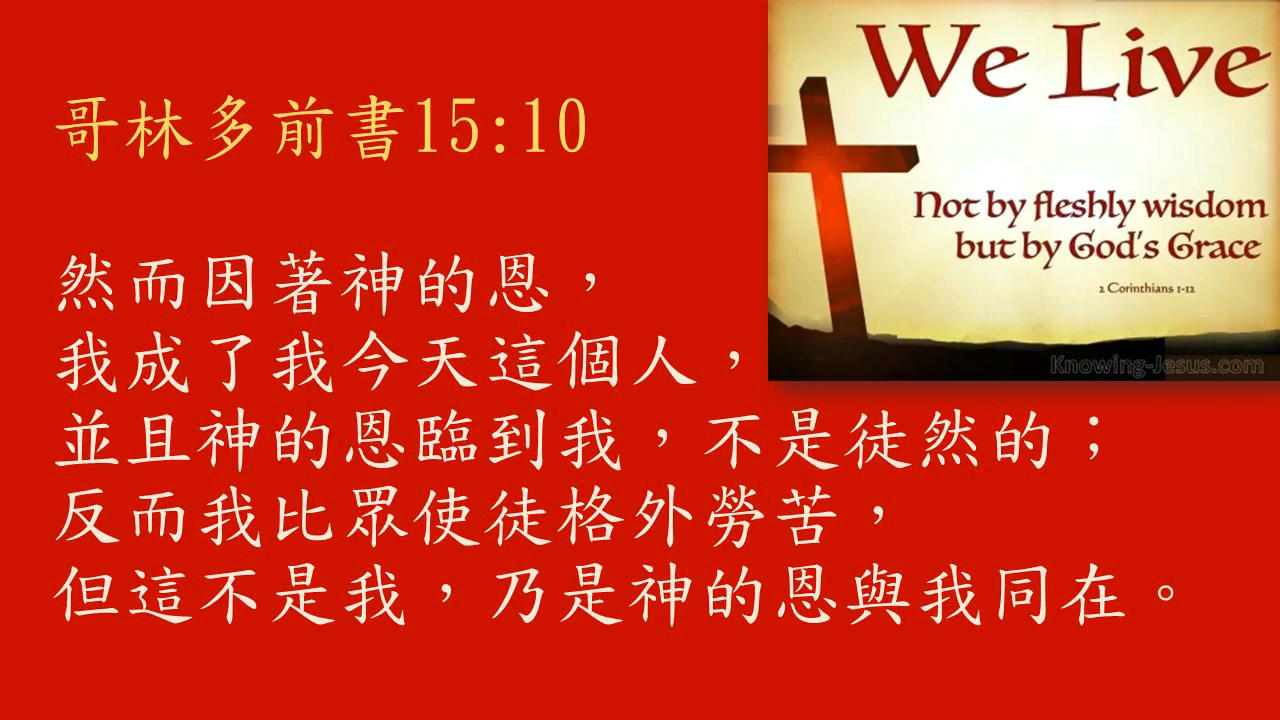 哥林多前書15:10
然而因著神的恩，
我成了我今天這個人，
並且神的恩臨到我，不是徒然的；
反而我比眾使徒格外勞苦，
但這不是我，乃是神的恩與我同在。
We Live
Not by fleshly wisdom
but by God's Grace
2 Corinthians 1-12
Knowing-Jesus.com